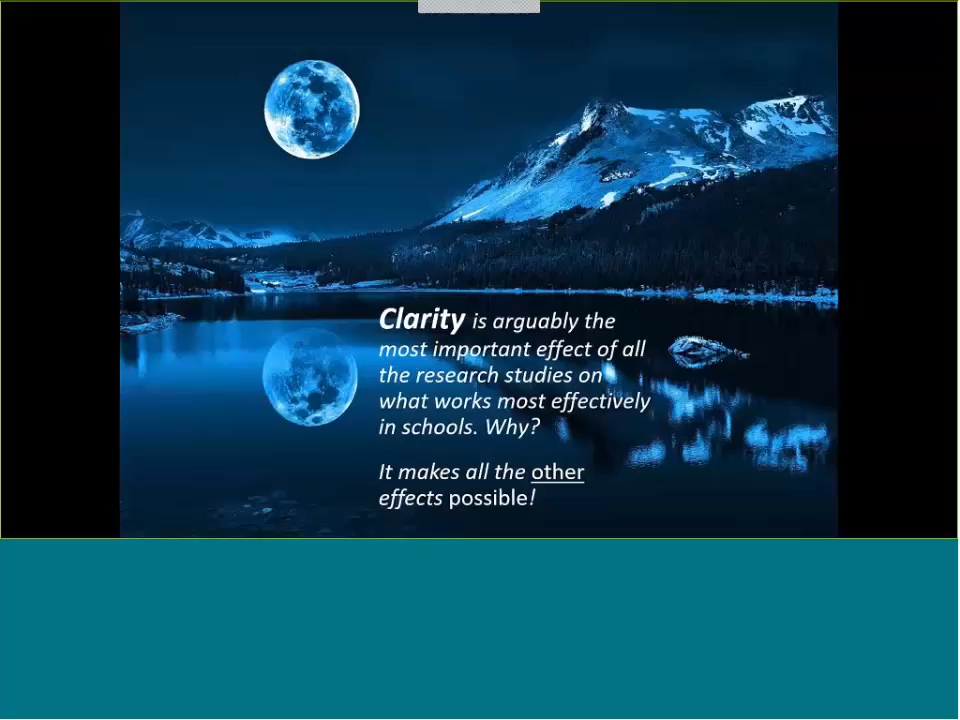 Clarity is arguably the
most important effect of all
the research studies on
what works most effectively
in schools. Why?
It makes all the other
effects possible!